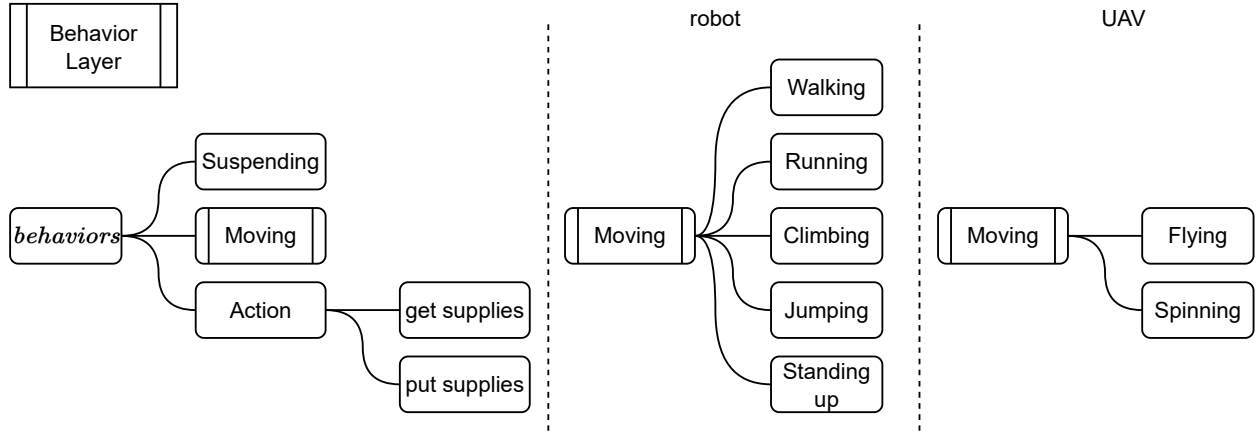 Behavior
Layer
behaviors
Suspending
Moving
Action
get supplies
put supplies
robot
Moving
Walking
Running
Climbing
Jumping
Standing
up
UAV
Moving
Flying
Spinning